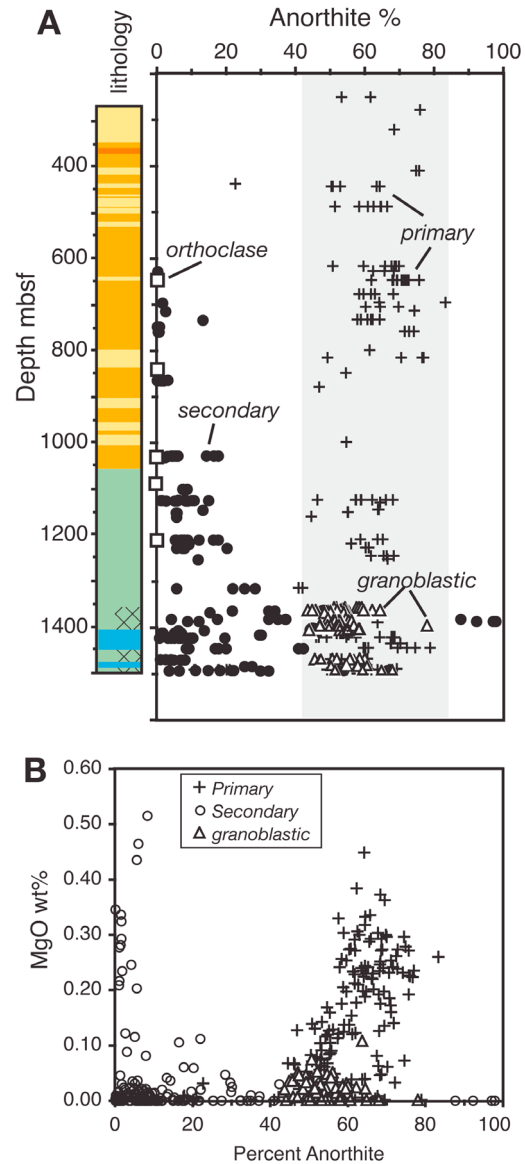 A
lithology
Anorthite %
0 20 40 60 80 100
Depth mbsf
400
600
800
1000
1200
1400
primary
orthoclase
secondary
granoblastic
B
MgO wt%
0.60
0.50
0.40
0.30
0.20
0.10
0.00
Primary
Secondary
granoblastic
0 20 40 60 80 100
Percent Anorthite